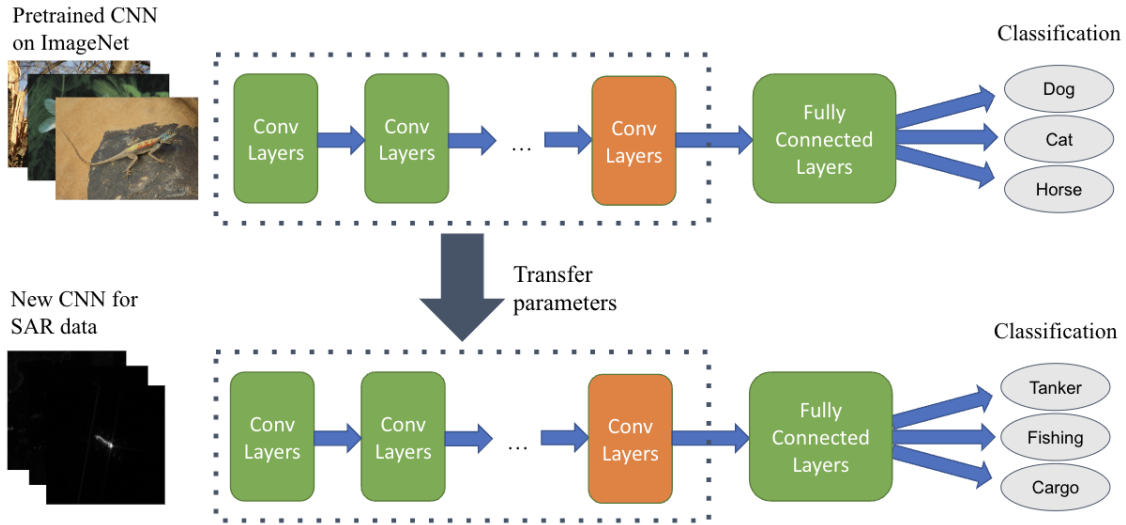 Pretrained CNN
on ImageNet
Classification
Conv
Layers
Conv
Layers
...
Conv
Layers
Fully
Connected
Layers
Dog
Cat
Horse
Transfer
parameters
New CNN for
SAR data
Classification
Conv
Layers
Conv
Layers
...
Conv
Layers
Fully
Connected
Layers
Tanker
Fishing
Cargo